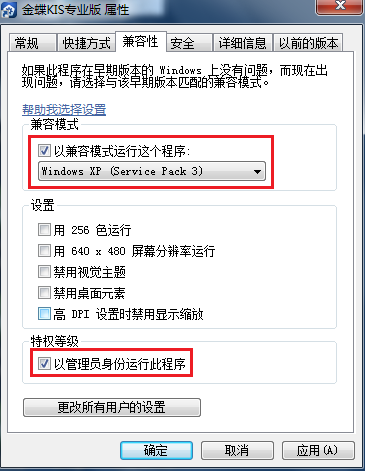 金蝶KIS专业版 属性
常规 快捷方式 兼容性 安全 详细信息 以前的版本
如果此程序在早期版本的 Windows 上没有问题，而现在出
现问题，请选择与该早期版本匹配的兼容模式。
帮助我选择设置
兼容模式
以兼容模式运行这个程序:
Windows XP (Service Pack 3)
设置
用 256 色运行
用 640 x 480 屏幕分辨率运行
禁用视觉主题
禁用桌面元素
高 DPI 设置时禁用显示缩放
特权等级
以管理员身份运行此程序
更改所有用户的设置
确定 取消 应用(A)